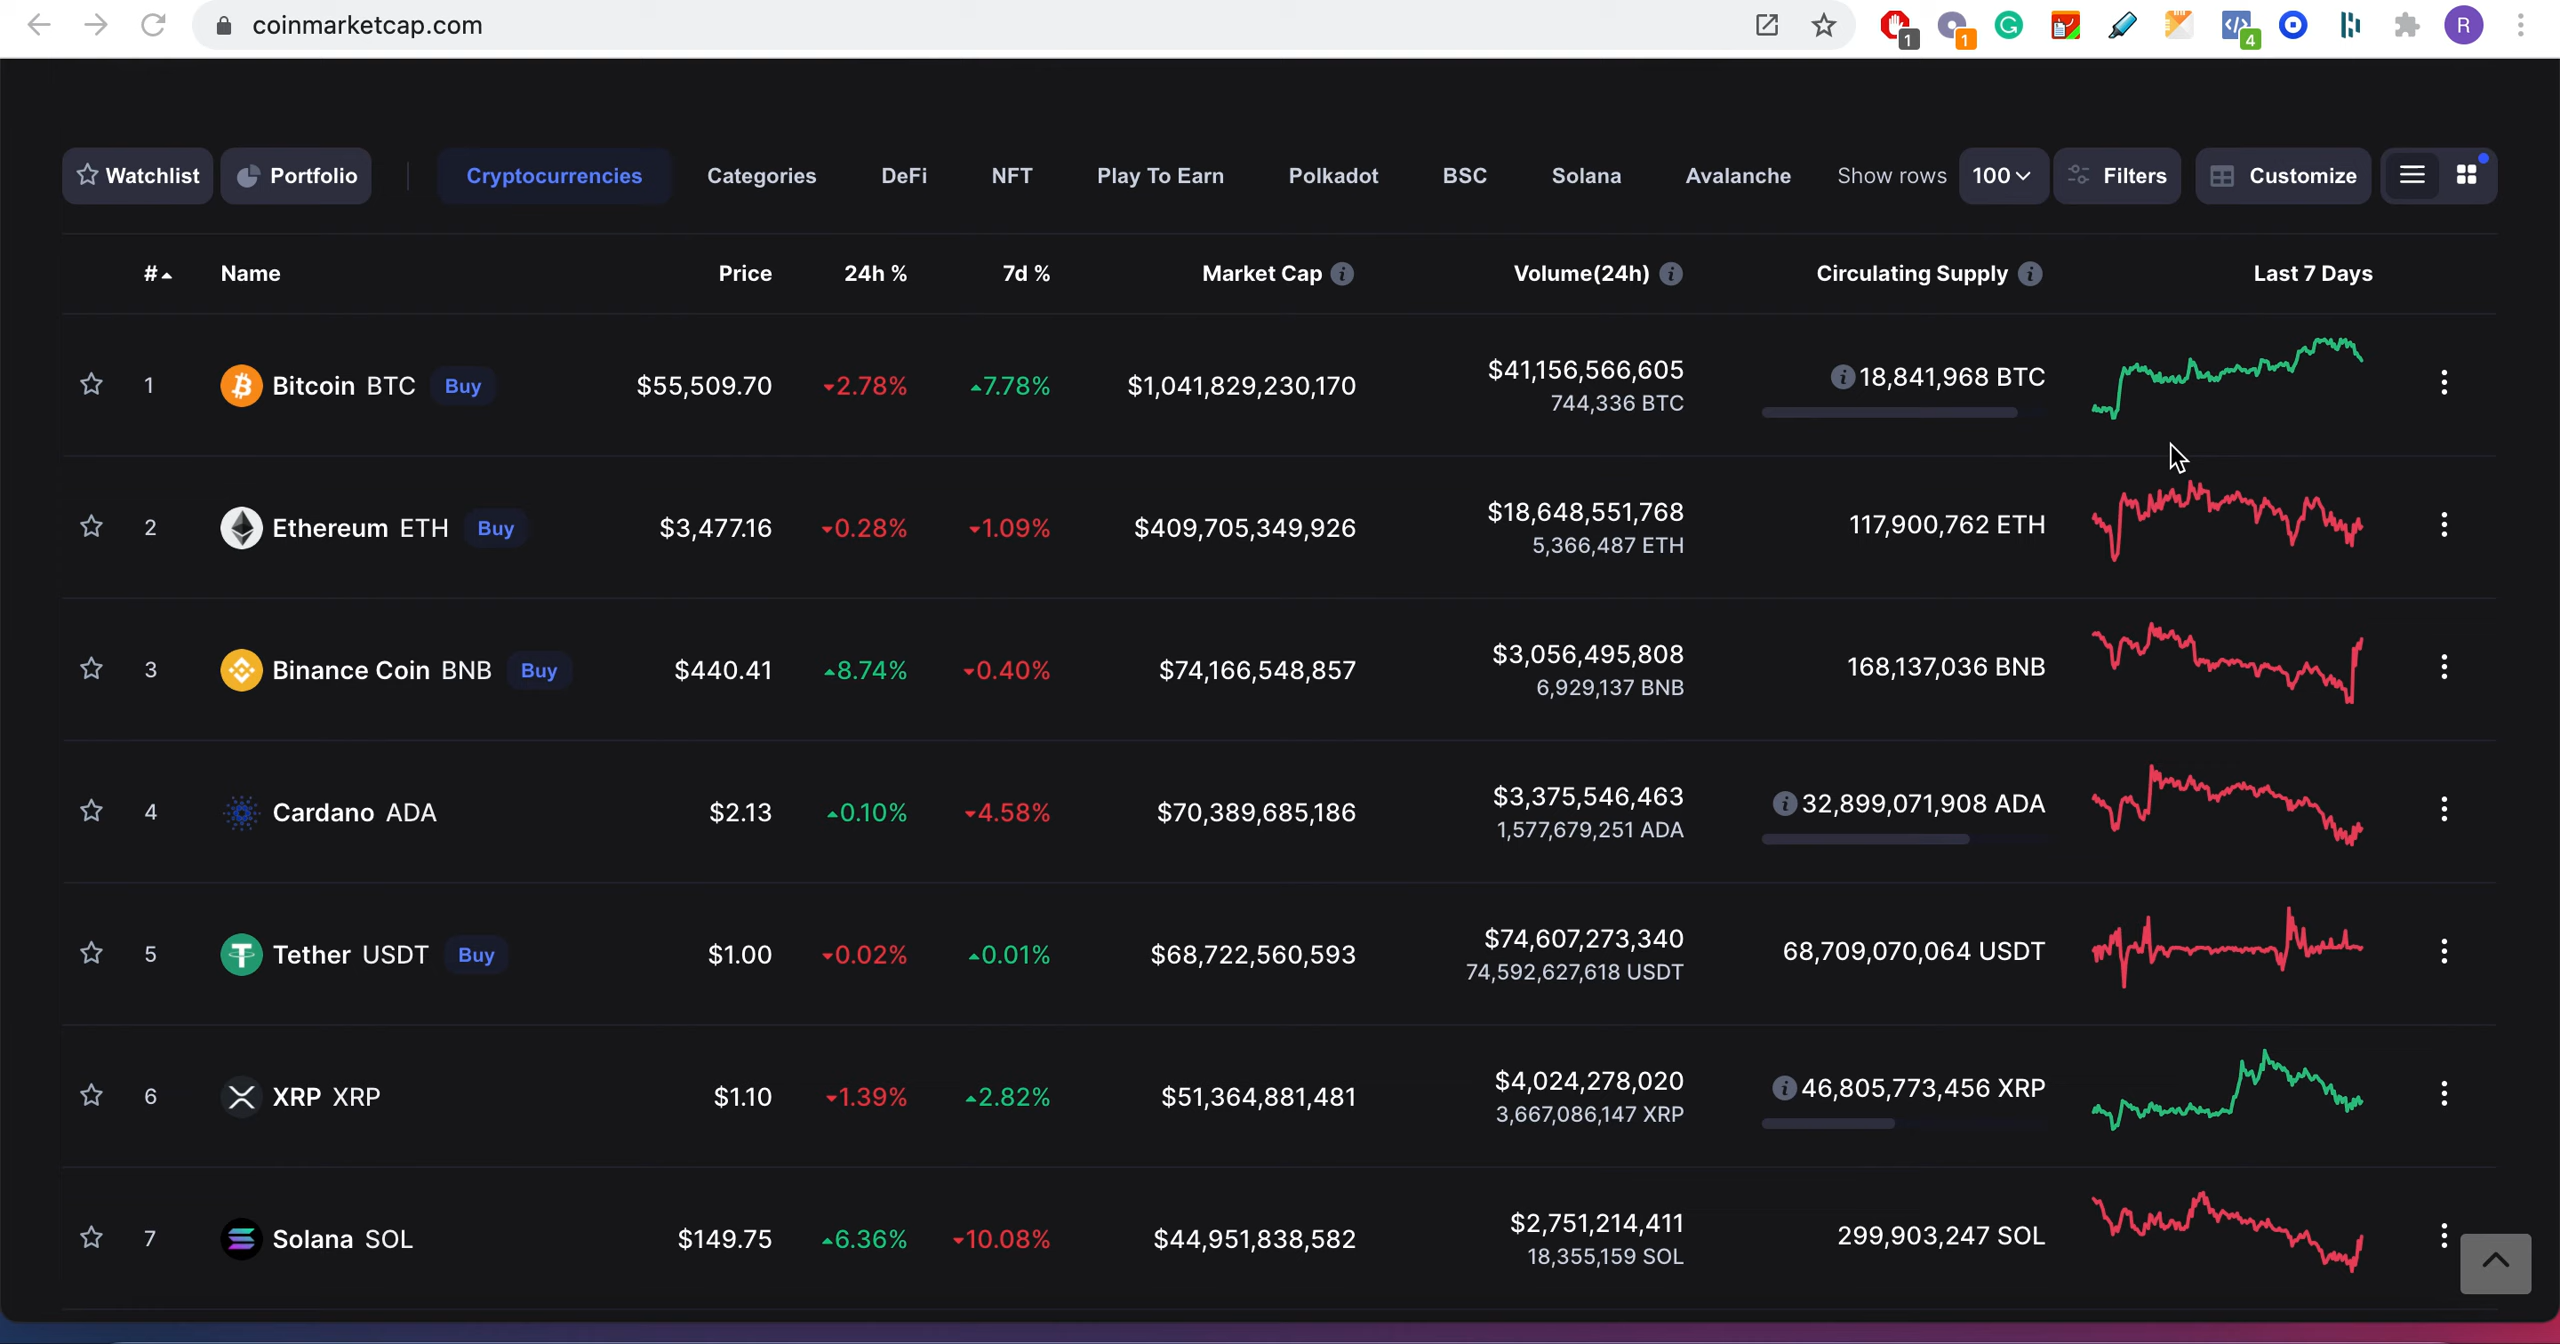 coinmarketcap.com
1
1
4
R
Watchlist Portfolio Cryptocurrencies Categories DeFi NFT Play To Earn Polkadot BSC Solana Avalanche Show rows 100 Filters Customize
# Name Price 24h % 7d % Market Cap Volume(24h) Circulating Supply Last 7 Days
1 Bitcoin BTC Buy $55,509.70 2.78% 7.78% $1,041,829,230,170 $41,156,566,605 18,841,968 BTC
744,336 BTC
2 Ethereum ETH Buy $3,477.16 0.28% 1.09% $409,705,349,926 $18,648,551,768 117,900,762 ETH
5,366,487 ETH
3 Binance Coin BNB Buy $440.41 8.74% 0.40% $74,166,548,857 $3,056,495,808 168,137,036 BNB
6,929,137 BNB
4 Cardano ADA $2.13 0.10% 4.58% $70,389,685,186 $3,375,546,463 32,899,071,908 ADA
1,577,679,251 ADA
5 Tether USDT Buy $1.00 0.02% 0.01% $68,722,560,593 $74,607,273,340 68,709,070,064 USDT
74,592,627,618 USDT
6 XRP XRP $1.10 1.39% 2.82% $51,364,881,481 $4,024,278,020 46,805,773,456 XRP
3,667,086,147 XRP
7 Solana SOL $149.75 6.36% 10.08% $44,951,838,582 $2,751,214,411 299,903,247 SOL
18,355,159 SOL